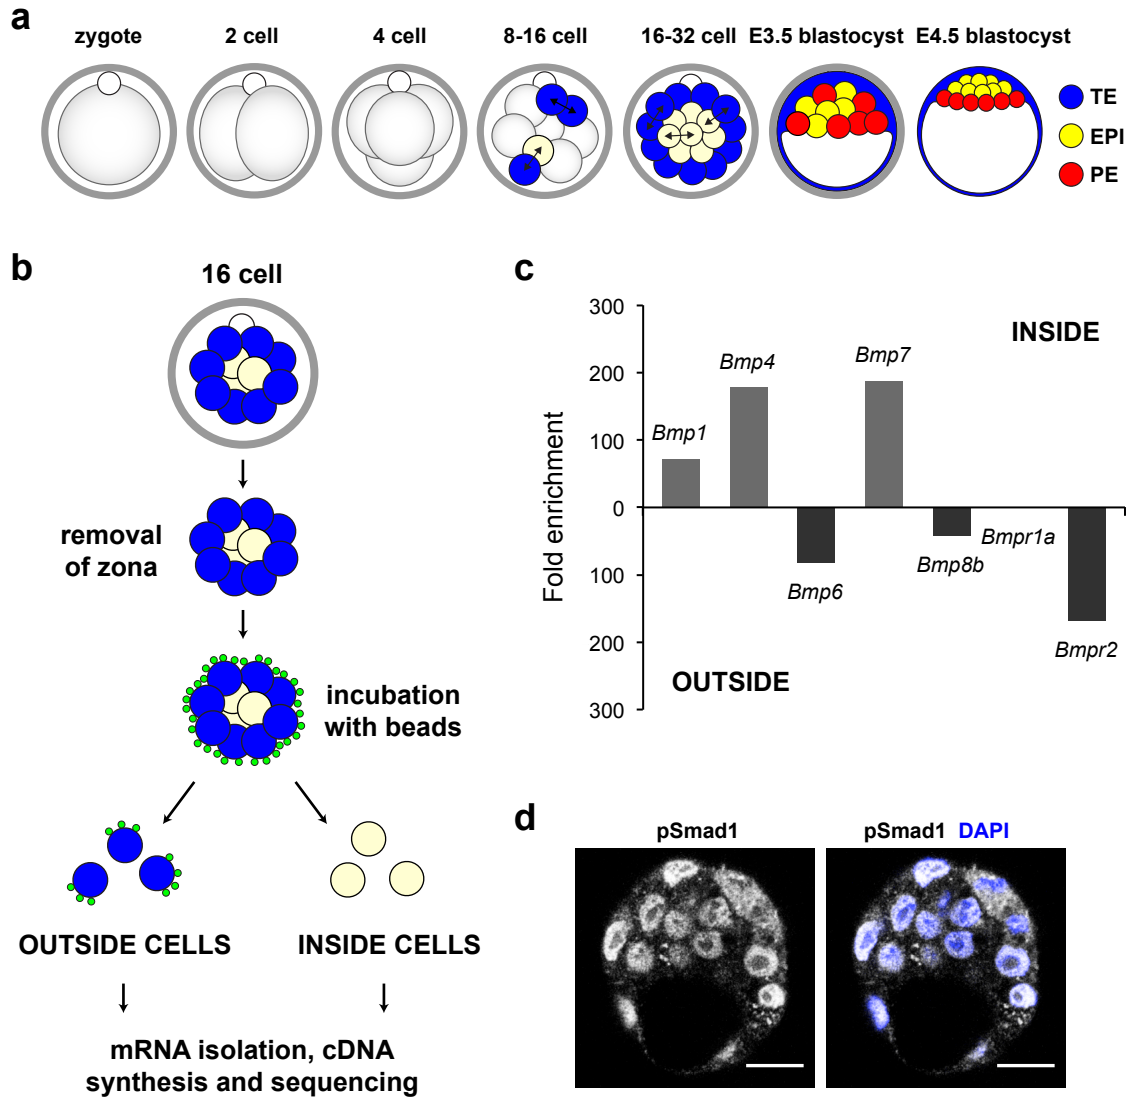 a
zygote 2 cell 4 cell 8-16 cell 16-32 cell E3.5 blastocyst E4.5 blastocyst
TE
EPI
PE
b
16 cell
removal
of zona
incubation
with beads
OUTSIDE CELLS INSIDE CELLS
mRNA isolation, cDNA
synthesis and sequencing
c
Fold enrichment
300
200
100
0
100
200
300
INSIDE
OUTSIDE
Bmp1
Bmp4
Bmp6
Bmp7
Bmp8b
Bmpr1a
Bmpr2
d
pSmad1
pSmad1 DAPI